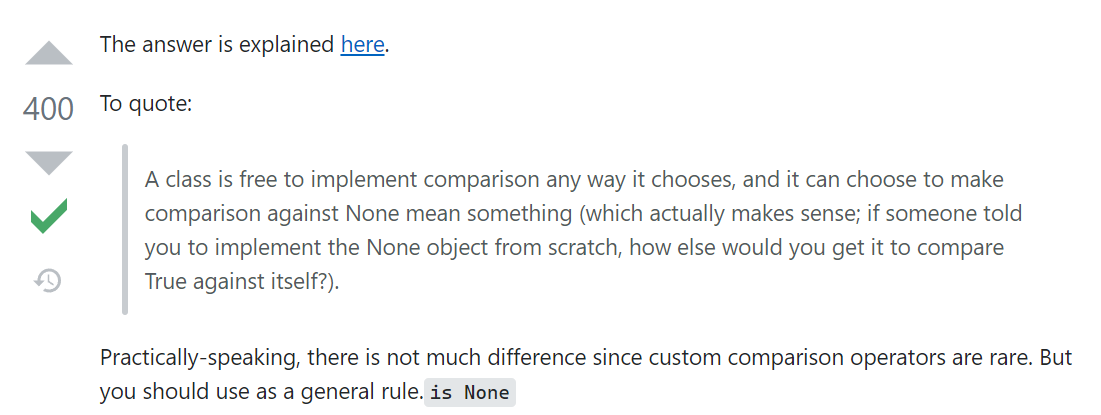 The answer is explained here.
400
To quote:
A class is free to implement comparison any way it chooses, and it can choose to make
comparison against None mean something (which actually makes sense; if someone told
you to implement the None object from scratch, how else would you get it to compare
True against itself?).
Practically-speaking, there is not much difference since custom comparison operators are rare. But
you should use as a general rule. is None